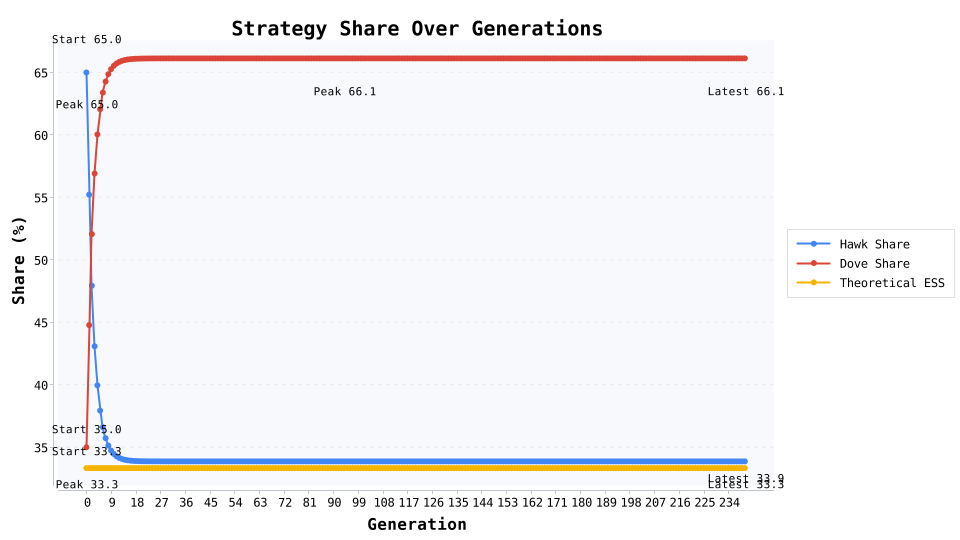 Strategy Share Over Generations
Start 65.0
65
Peak 66.1
Latest 66.1
Peak 65.0
60
55
50
45
40
35
Start 35.0
Start 33.3
Latest 33.9
Latest 33.3
Peak 33.3
0 9 18 27 36 45 54 63 72 81 90 99 108 117 126 135 144 153 162 171 180 189 198 207 216 225 234
Generation
Share (%)
Hawk Share
Dove Share
Theoretical ESS